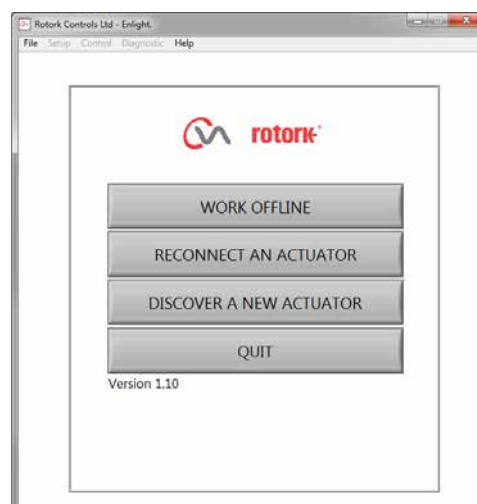 Rotork Controls Ltd - Enlight.
File Setup Control Diagnostic Help
rotork
WORK OFFLINE
RECONNECT AN ACTUATOR
DISCOVER A NEW ACTUATOR
QUIT
Version 1.10